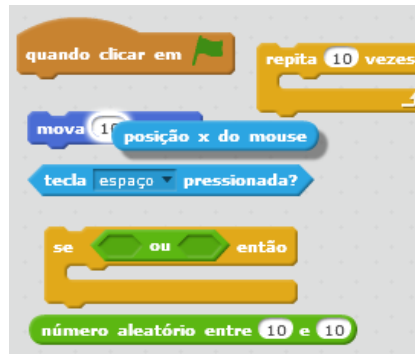 quando clicar em
repita 10 vezes
mova 10
posição x do mouse
tecla espaço pressionada?
se ou então
número aleatório entre 10 e 10